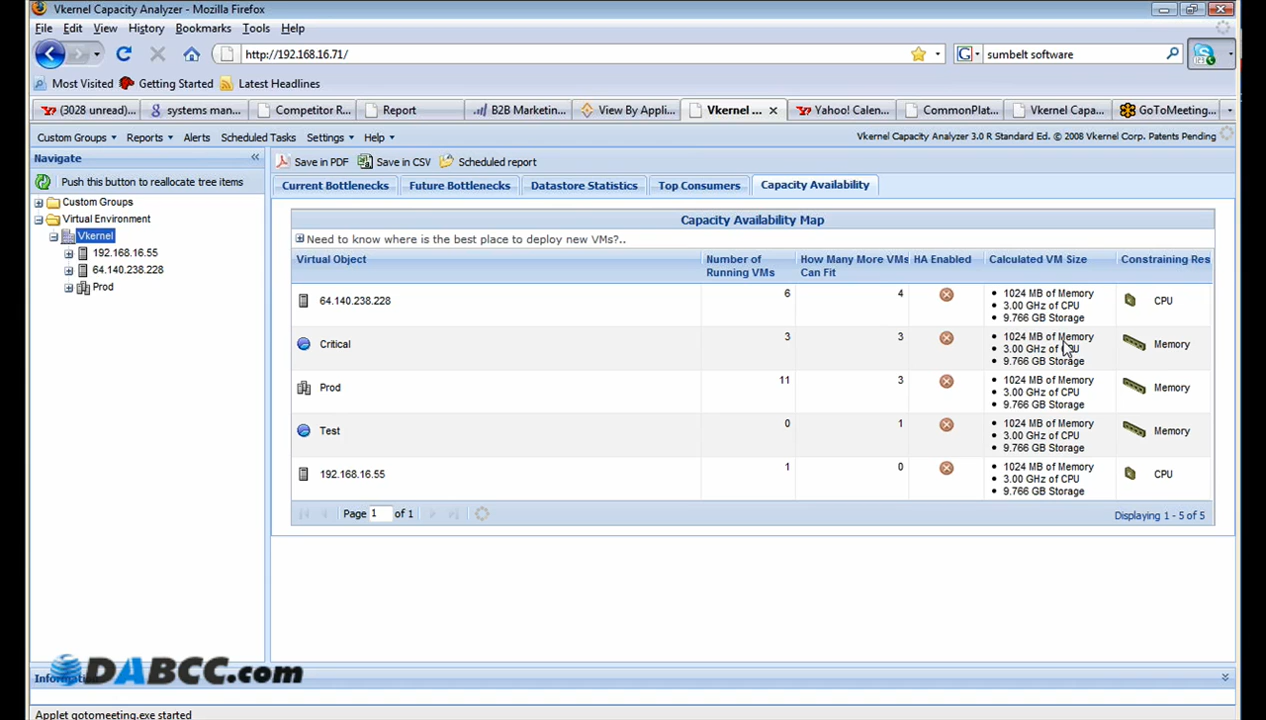 Vkernel Capacity Analyzer - Mozilla Firefox
File Edit View History Bookmarks Tools Help
http://192.168.16.71/ G sumbelt software
Most Visited Getting Started Latest Headlines
(3028 unread)... systems man... Competitor R... Report B2B Marketin... View By Appli... Vkernel ... Yahoo! Calen... CommonPlat... Vkernel Capa... GoToMeeting...
Custom Groups Reports Alerts Scheduled Tasks Settings Help Vkernel Capacity Analyzer 3.0 R Standard Ed. © 2008 Vkernel Corp. Patents Pending
Navigate
Save in PDF Save in CSV Scheduled report
Push this button to reallocate tree items
Current Bottlenecks Future Bottlenecks Datastore Statistics Top Consumers Capacity Availability
Custom Groups
Virtual Environment
Vkernel
192.168.16.55
64.140.238.228
Prod
Capacity Availability Map
Need to know where is the best place to deploy new VMs?..
Virtual Object Number of Running VMs How Many More VMs Can Fit HA Enabled Calculated VM Size Constraining Res
64.140.238.228 6 4 CPU
• 1024 MB of Memory
• 3.00 GHz of CPU
• 9.766 GB Storage
Critical 3 3 Memory
• 1024 MB of Memory
• 3.00 GHz of CPU
• 9.766 GB Storage
Prod 11 3 Memory
• 1024 MB of Memory
• 3.00 GHz of CPU
• 9.766 GB Storage
Test 0 1 Memory
• 1024 MB of Memory
• 3.00 GHz of CPU
• 9.766 GB Storage
192.168.16.55 1 0 CPU
• 1024 MB of Memory
• 3.00 GHz of CPU
• 9.766 GB Storage
Page 1 of 1 Displaying 1 - 5 of 5
DABCC.com
Applet gotomeeting.exe started